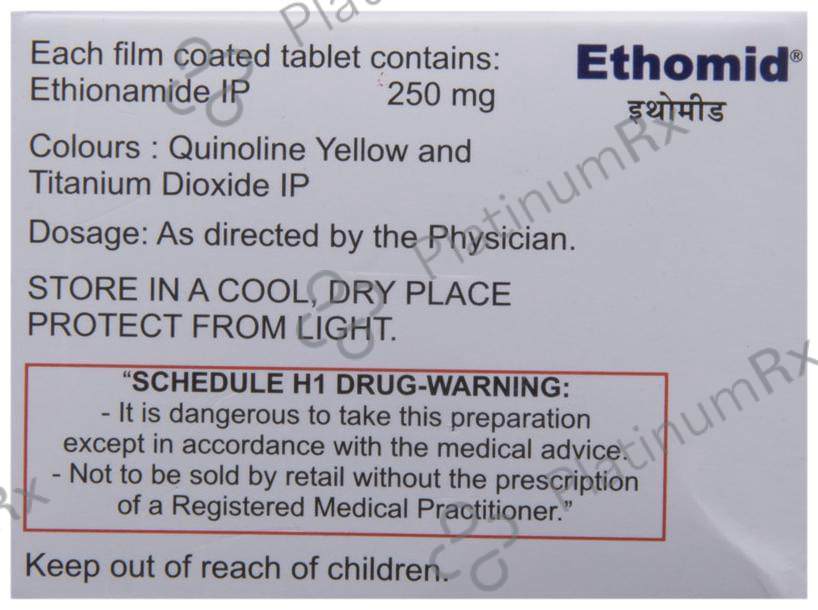 Each film coated tablet contains:
Ethionamide IP 250 mg
Ethomid®
इथोमीड
Colours : Quinoline Yellow and
Titanium Dioxide IP
Dosage: As directed by the Physician.
STORE IN A COOL, DRY PLACE
PROTECT FROM LIGHT.
“SCHEDULE H1 DRUG-WARNING:
- It is dangerous to take this preparation
except in accordance with the medical advice.
- Not to be sold by retail without the prescription
of a Registered Medical Practitioner.”
Keep out of reach of children.
PlatinumRx
PlatinumRx
Platin
Rx